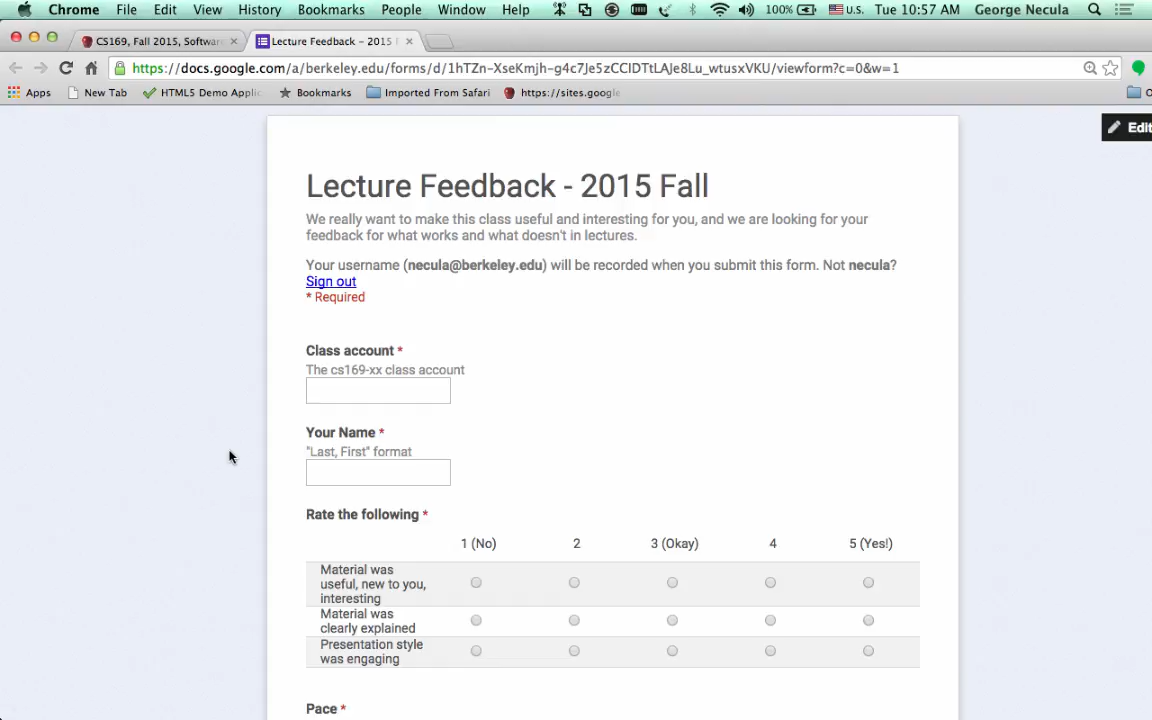 Chrome File Edit View History Bookmarks People Window Help 100% U.S. Tue 10:57 AM George Necula
CS169, Fall 2015, Softwar
Lecture Feedback - 2015 F
https://docs.google.com/a/berkeley.edu/forms/d/1hTZn-XseKmjh-g4c7Je5zCCIDTtLAJe8Lu_wtusxVKU/viewform?c=0&w=1
Apps New Tab HTML5 Demo Applic Bookmarks Imported From Safari https://sites.google
Edit
Lecture Feedback - 2015 Fall
We really want to make this class useful and interesting for you, and we are looking for your
feedback for what works and what doesn't in lectures.
Your username (necula@berkeley.edu) will be recorded when you submit this form. Not necula?
Sign out
* Required
Class account *
The cs169-xx class account
Your Name *
"Last, First" format
Rate the following *
1 (No) 2 3 (Okay) 4 5 (Yes!)
Material was
useful, new to you,
interesting
Material was
clearly explained
Presentation style
was engaging
Pace *